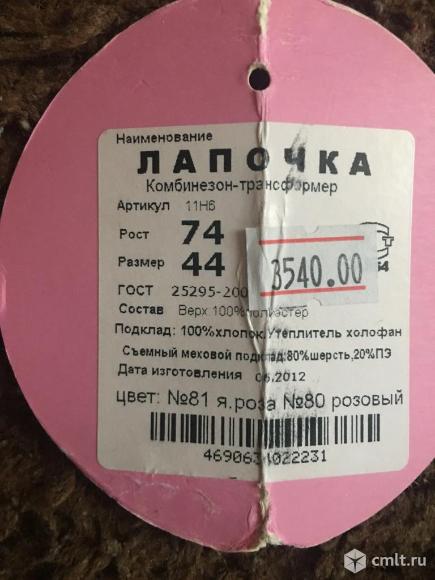 Наименование
ЛАПОЧКА
Комбинезон-трансформер
Артикул 11Н6
Рост 74
Размер 44
3540.00
ГОСТ 25295-200
Состав Верх 100%полиэстер
Подклад: 100%хлопок.Утеплитель холофан
Съемный меховой подклад:80%шерсть,20%ПЭ
Дата изготовления 06.2012
цвет: №81 я.роза №80 розовый
4690634022231
cmlt.ru